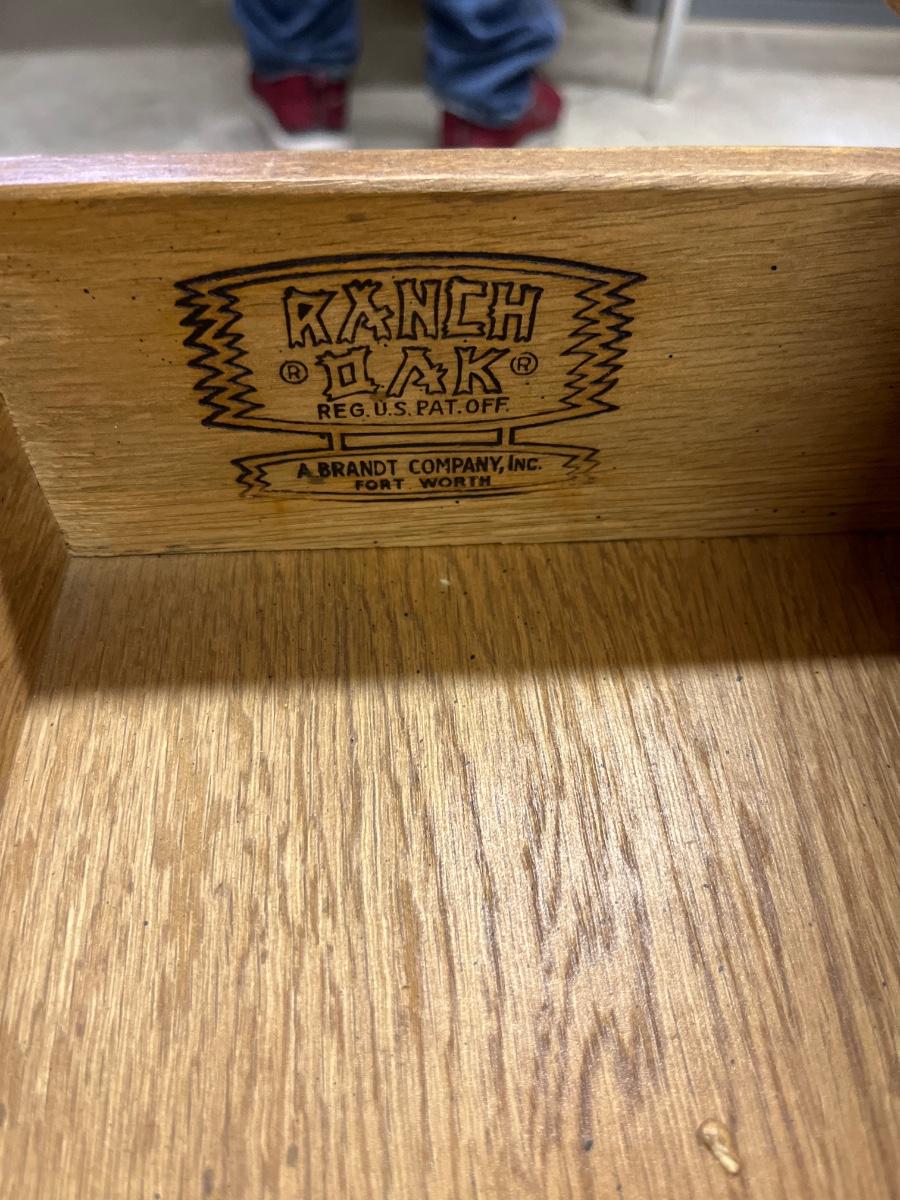 RANCH
® OAK ®
REG. U.S. PAT. OFF.
A. BRANDT COMPANY, INC.
FORT WORTH